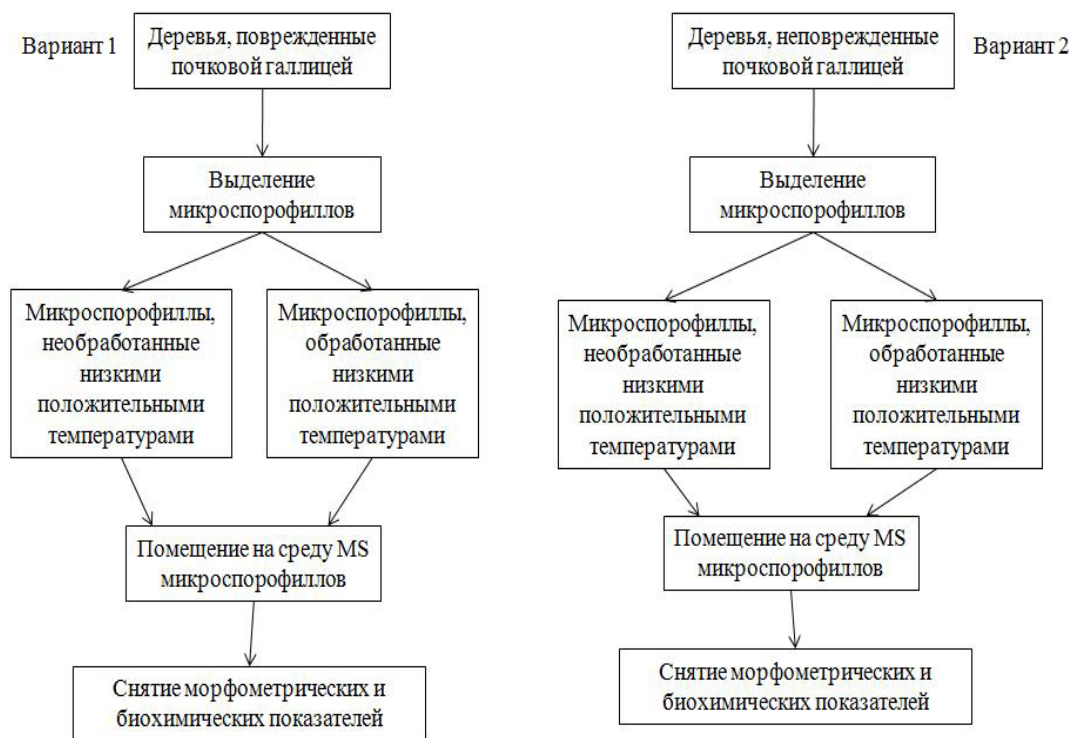 Вариант 1
Деревья, поврежденные
почковой галлицей
Выделение
микроспорофиллов
Микроспорофиллы,
необработанные
низкими
положительными
температурами
Микроспорофиллы,
обработанные
низкими
положительными
температурами
Помещение на среду MS
микроспорофиллов
Снятие морфометрических и
биохимических показателей
Деревья, неповрежденные
почковой галлицей
Вариант 2
Выделение
микроспорофиллов
Микроспорофиллы,
необработанные
низкими
положительными
температурами
Микроспорофиллы,
обработанные
низкими
положительными
температурами
Помещение на среду MS
микроспорофиллов
Снятие морфометрических и
биохимических показателей